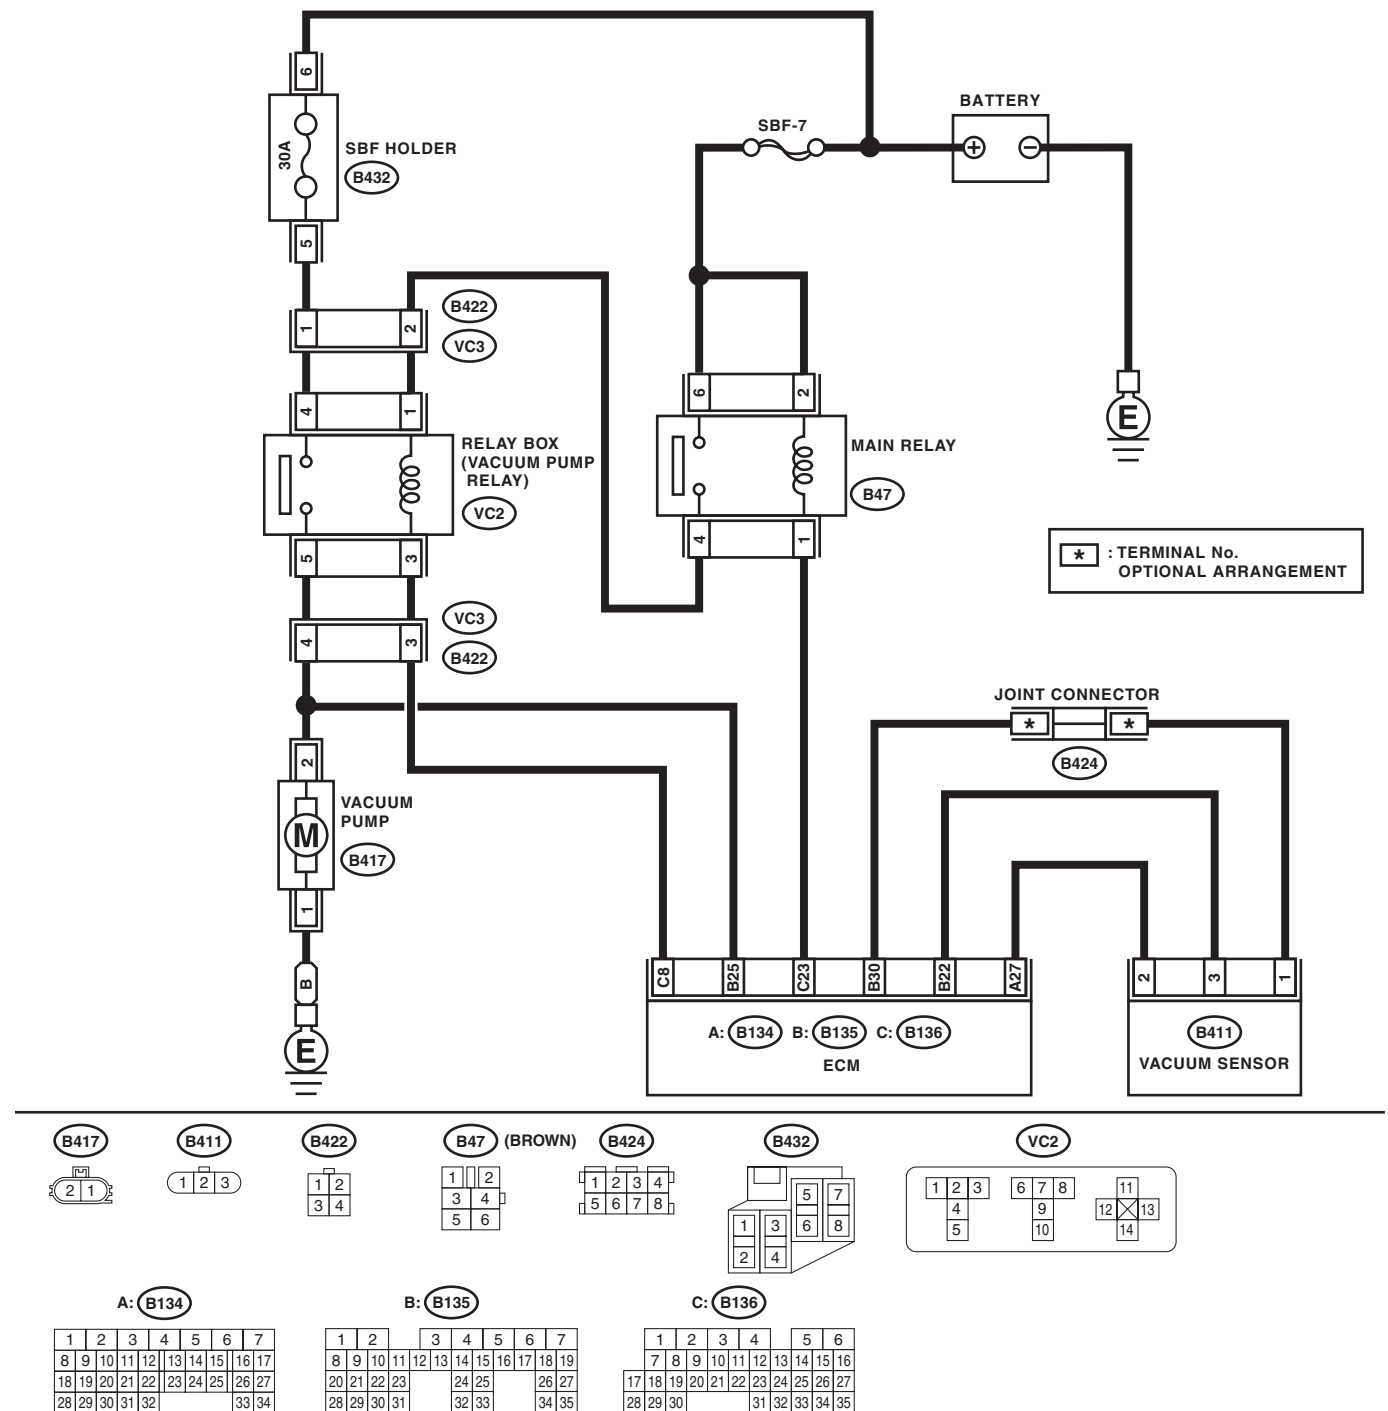 BATTERY
SBF-7
+ −
6
30A
SBF HOLDER
B432
5
B422
1 2
VC3
4 1
6 2
RELAY BOX
(VACUUM PUMP
RELAY)
VC2
MAIN RELAY
B47
E
5 3
4 1
* : TERMINAL No.
OPTIONAL ARRANGEMENT
VC3
4 3
B422
JOINT CONNECTOR
* *
B424
2
VACUUM
PUMP
M
B417
1
B
E
C8 B25 C23 B30 B22 A27
2 3 1
A: B134 B: B135 C: B136
ECM
B411
VACUUM SENSOR
B417 B411 B422 B47 (BROWN) B424 B432 VC2
2 1
1 2 3
1 2
3 4
1 2
3 4
5 6
1 2 3 4
5 6 7 8
5 7
1 3 6 8
2 4
1 2 3 6 7 8 11
4 9 12 13
5 10 14
A: B134 B: B135 C: B136
1 2 3 4 5 6 7
8 9 10 11 12 13 14 15 16 17
18 19 20 21 22 23 24 25 26 27
28 29 30 31 32 33 34
1 2 3 4 5 6 7
8 9 10 11 12 13 14 15 16 17 18 19
20 21 22 23 24 25 26 27
28 29 30 31 32 33 34 35
1 2 3 4 5 6
7 8 9 10 11 12 13 14 15 16
17 18 19 20 21 22 23 24 25 26 27
28 29 30 31 32 33 34 35